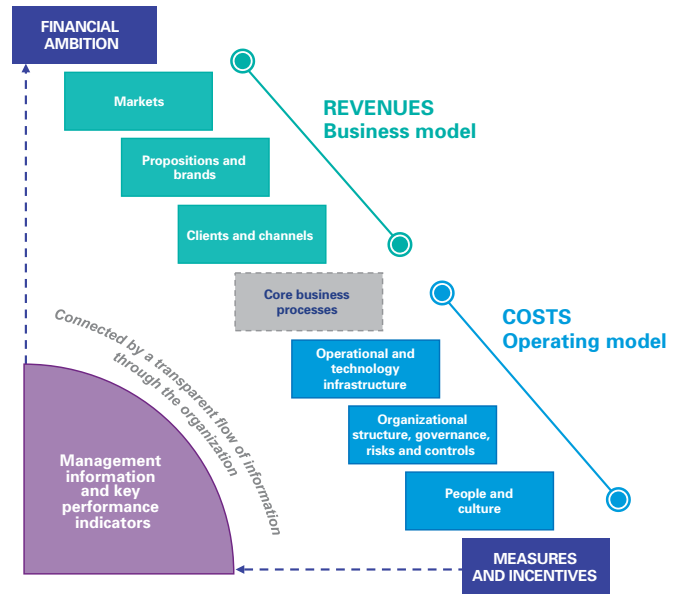 FINANCIAL
AMBITION
Markets
REVENUES
Business model
Propositions and
brands
Clients and channels
Core business
processes
COSTS
Operating model
Connected by a transparent flow of information
through the organization
Operational and
technology
infrastructure
Organizational
structure, governance,
risks and controls
Management
information
and key
performance
indicators
People and
culture
MEASURES
AND INCENTIVES